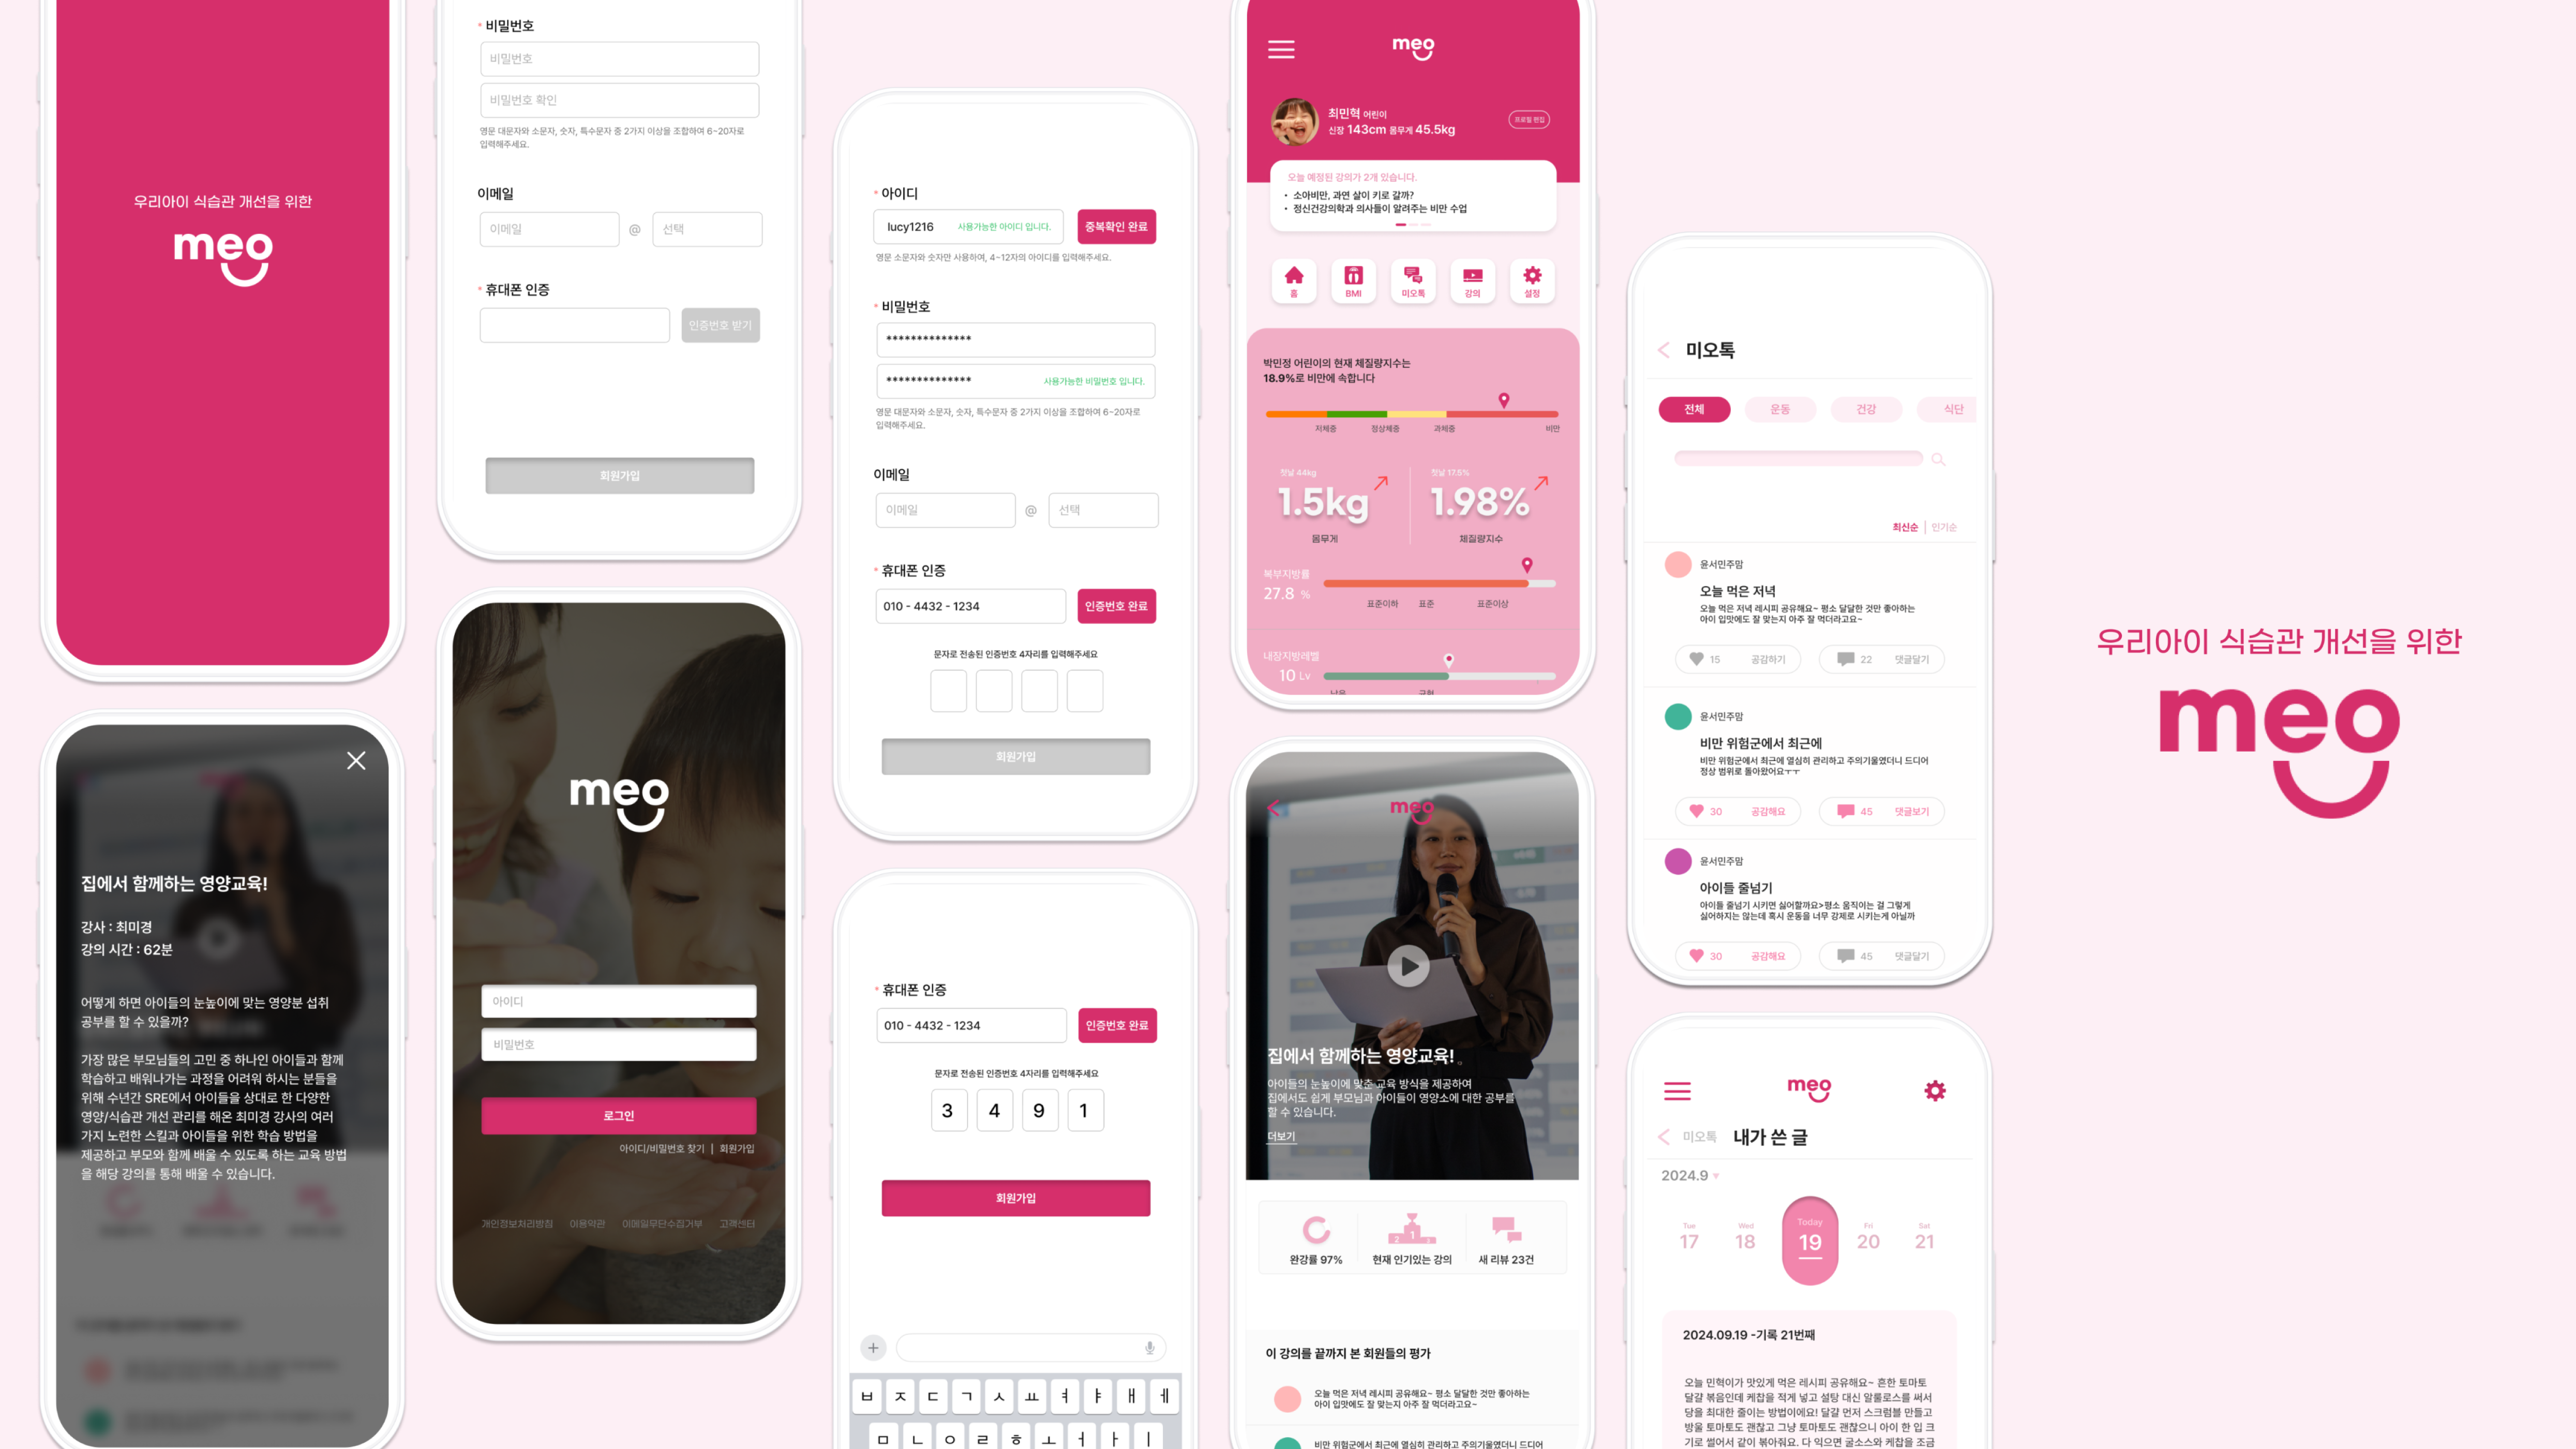 우리아이 식습관 개선을 위한
meo
집에서 함께하는 영양교육!
강사 : 최미경
강의 시간 : 62분
어떻게 하면 아이들의 눈높이에 맞는 영양분 섭취
공부를 할 수 있을까?
가장 많은 부모님들의 고민 중 하나인 아이들과 함께
학습하고 배워나가는 과정을 어려워 하시는 분들을
위해 수년간 SRE에서 아이들을 상대로 한 다양한
영양/식습관 개선 관리를 해온 최미경 강사의 여러
가지 노련한 스킬과 아이들을 위한 학습 방법을
제공하고 부모와 함께 배울 수 있도록 하는 교육 방법
을 해당 강의를 통해 배울 수 있습니다.
* 비밀번호
비밀번호
비밀번호 확인
영문 대문자와 소문자, 숫자, 특수문자 중 2가지 이상을 조합하여 6~20자로
입력해주세요.
이메일
이메일 @ 선택
* 휴대폰 인증
인증번호 받기
회원가입
meo
아이디
비밀번호
로그인
아이디/비밀번호 찾기 | 회원가입
개인정보처리방침 이용약관 이메일무단수집거부 고객센터
* 아이디
lucy1216 사용가능한 아이디 입니다. 중복확인 완료
영문 소문자와 숫자만 사용하여, 4~12자의 아이디를 입력해주세요.
* 비밀번호
**************
************** 사용가능한 비밀번호 입니다.
영문 대문자와 소문자, 숫자, 특수문자 중 2가지 이상을 조합하여 6~20자로
입력해주세요.
이메일
이메일 @ 선택
* 휴대폰 인증
010 - 4432 - 1234 인증번호 완료
문자로 전송된 인증번호 4자리를 입력해주세요
회원가입
* 휴대폰 인증
010 - 4432 - 1234 인증번호 완료
문자로 전송된 인증번호 4자리를 입력해주세요
3 4 9 1
회원가입
ㅂ ㅈ ㄷ ㄱ ㅅ ㅛ ㅕ ㅑ ㅐ ㅔ
ㅁ ㄴ ㅇ ㄹ ㅎ ㅗ ㅓ ㅏ ㅣ
meo
최민혁 어린이
신장 143cm 몸무게 45.5kg
프로필 편집
오늘 예정된 강의가 2개 있습니다.
• 소아비만, 과연 살이 키로 갈까?
• 정신건강의학과 의사들이 알려주는 비만 수업
홈 BMI 미오톡 강의 설정
박민정 어린이의 현재 체질량지수는
18.9%로 비만에 속합니다
저체중 정상체중 과체중 비만
첫날 44kg 첫날 17.5%
1.5kg 1.98%
몸무게 체질량지수
복부지방률
27.8 %
표준이하 표준 표준이상
내장지방레벨
10 Lv
meo
집에서 함께하는 영양교육!
아이들의 눈높이에 맞춘 교육 방식을 제공하여
집에서도 쉽게 부모님과 아이들이 영양소에 대한 공부를
할 수 있습니다.
더보기
2 1 3
완강률 97% 현재 인기있는 강의 새 리뷰 23건
이 강의를 끝까지 본 회원들의 평가
오늘 먹은 저녁 레시피 공유해요~ 평소 달달한 것만 좋아하는
아이 입맛에도 잘 맞는지 아주 잘 먹더라고요~
비만 위험군에서 최근에 열심히 관리하고 주의기울였더니 드디어
미오톡
전체 운동 건강 식단
최신순 | 인기순
윤서민주맘
오늘 먹은 저녁
오늘 먹은 저녁 레시피 공유해요~ 평소 달달한 것만 좋아하는
아이 입맛에도 잘 맞는지 아주 잘 먹더라고요~
15 공감하기 22 댓글달기
윤서민주맘
비만 위험군에서 최근에
비만 위험군에서 최근에 열심히 관리하고 주의기울였더니 드디어
정상 범위로 돌아왔어요ㅜㅜ
30 공감해요 45 댓글보기
윤서민주맘
아이들 줄넘기
아이들 줄넘기 시키면 싫어할까요>평소 움직이는 걸 그렇게
싫어하지는 않는데 혹시 운동을 너무 강제로 시키는게 아닐까
30 공감해요 45 댓글달기
meo
미오톡 내가 쓴 글
2024.9
Tue Wed Today Fri Sat
17 18 19 20 21
2024.09.19 -기록 21번째
오늘 민혁이가 맛있게 먹은 레시피 공유해요~ 흔한 토마토
달걀 볶음인데 케찹을 적게 넣고 설탕 대신 알룰로스를 써서
당을 최대한 줄이는 방법이에요! 달걀 먼저 스크럼블 만들고
방울 토마토도 괜찮고 그냥 토마토도 괜찮으니 아이 한 입 크
기로 썰어서 같이 볶아줘요. 다 익으면 굴소스와 케찹을 조금
우리아이 식습관 개선을 위한
meo